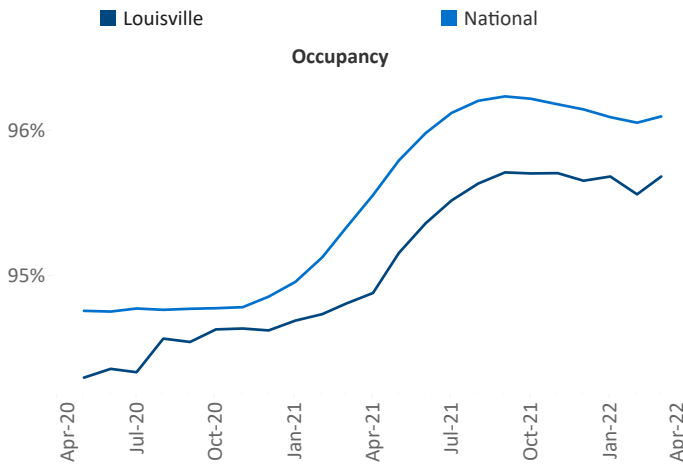 Louisville National
Occupancy
96%
95%
Apr-20 Jul-20 Oct-20 Jan-21 Apr-21 Jul-21 Oct-21 Jan-22 Apr-22